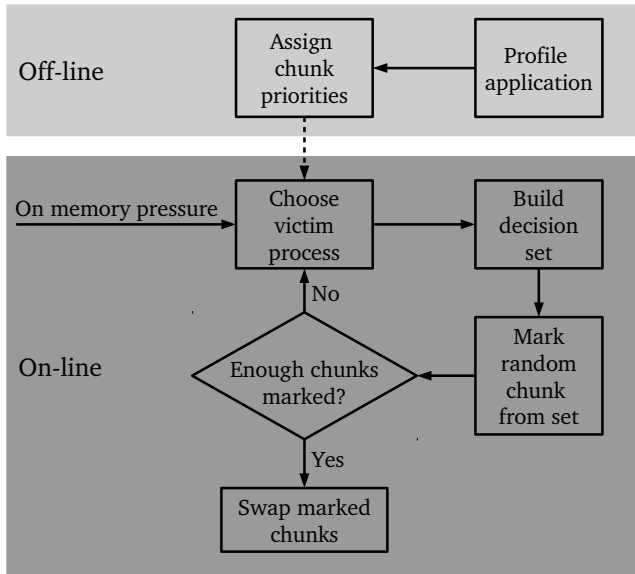 Off-line
Assign
chunk
priorities
Profile
application
On memory pressure
Choose
victim
process
Build
decision
set
No
On-line
Enough chunks
marked?
Mark
random
chunk
from set
Yes
Swap marked
chunks